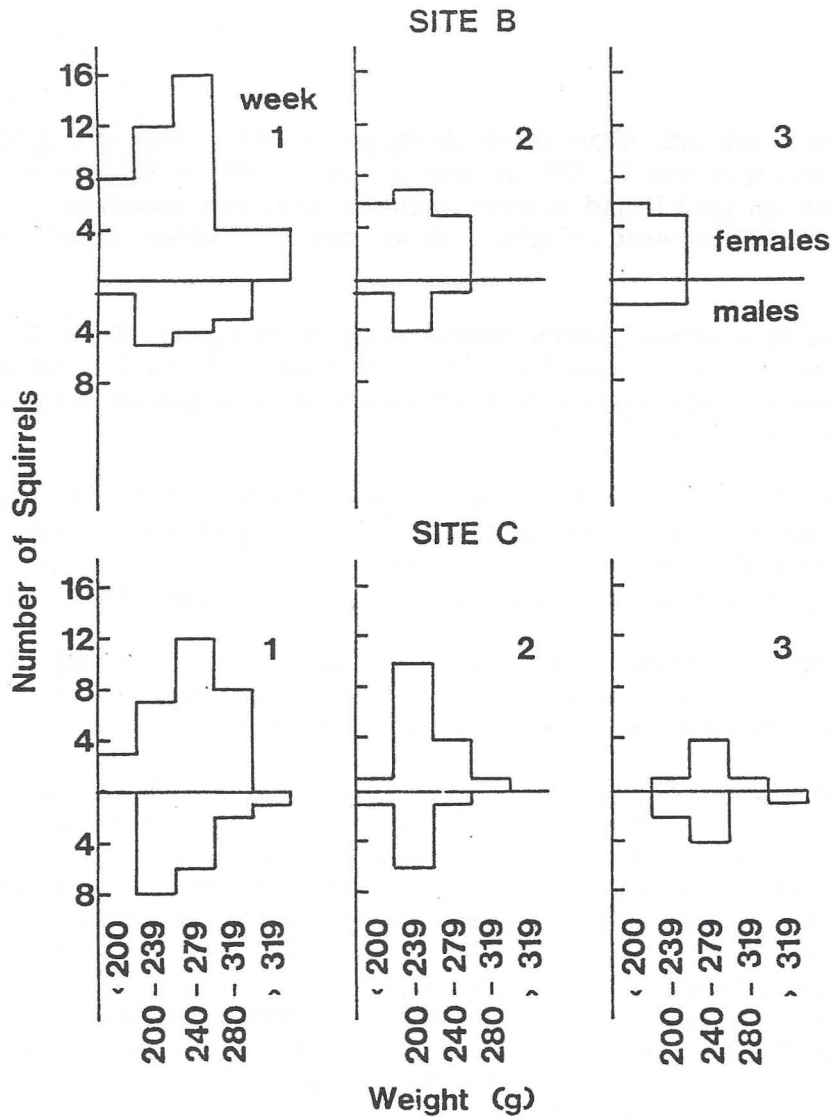 SITE B
Number of Squirrels
16
12
8
4
4
8
week
1
2
3
females
males
SITE C
16
12
8
4
4
8
1
2
3
< 200
200 - 239
240 - 279
280 - 319
> 319
< 200
200 - 239
240 - 279
280 - 319
> 319
< 200
200 - 239
240 - 279
280 - 319
> 319
Weight (g)